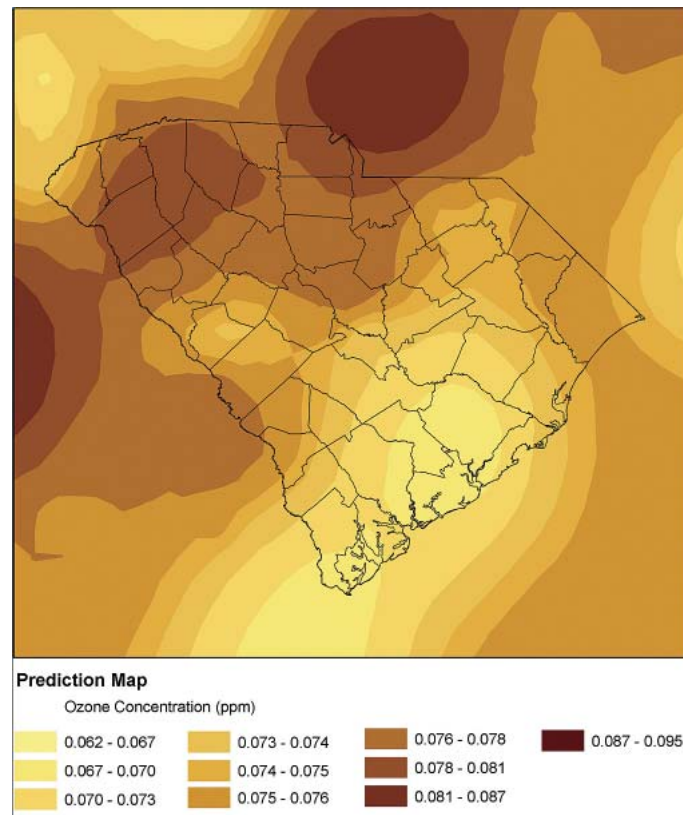 Prediction Map
Ozone Concentration (ppm)
0.062 - 0.067
0.067 - 0.070
0.070 - 0.073
0.073 - 0.074
0.074 - 0.075
0.075 - 0.076
0.076 - 0.078
0.078 - 0.081
0.081 - 0.087
0.087 - 0.095